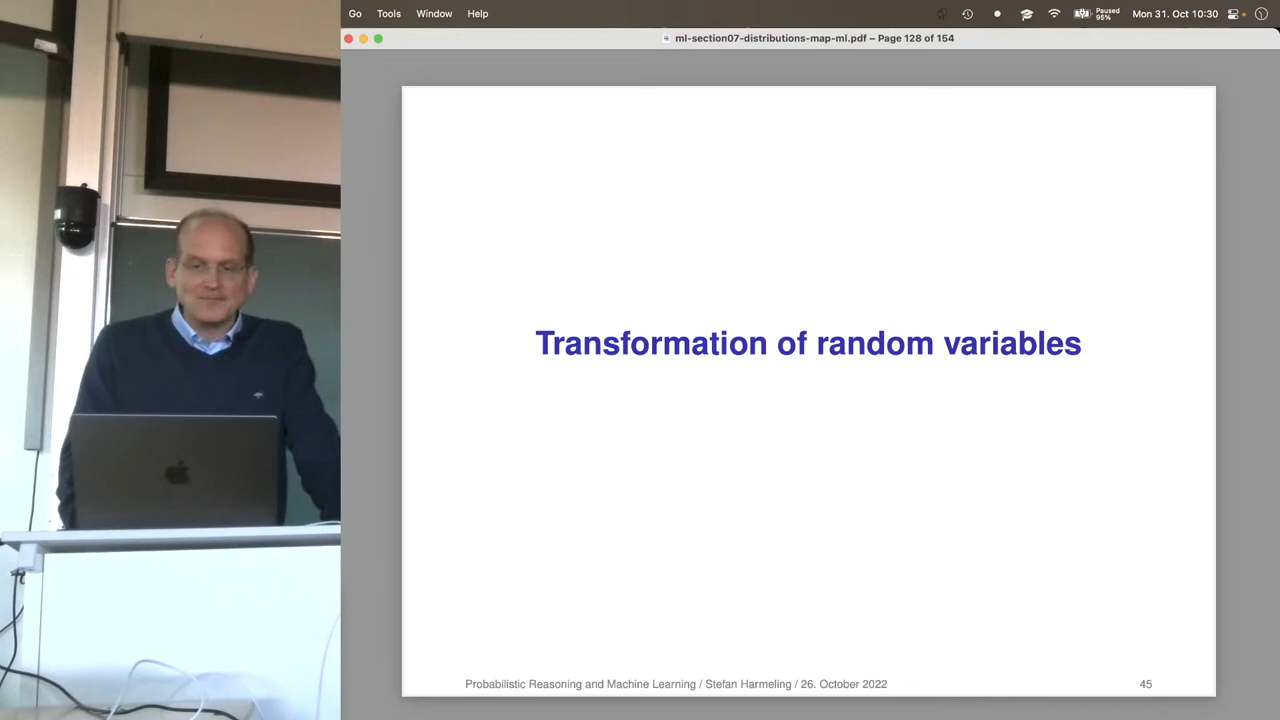 Go Tools Window Help Paused 96% Mon 31. Oct 10:30
ml-section07-distributions-map-ml.pdf – Page 128 of 154
Transformation of random variables
Probabilistic Reasoning and Machine Learning / Stefan Harmeling / 26. October 2022 45